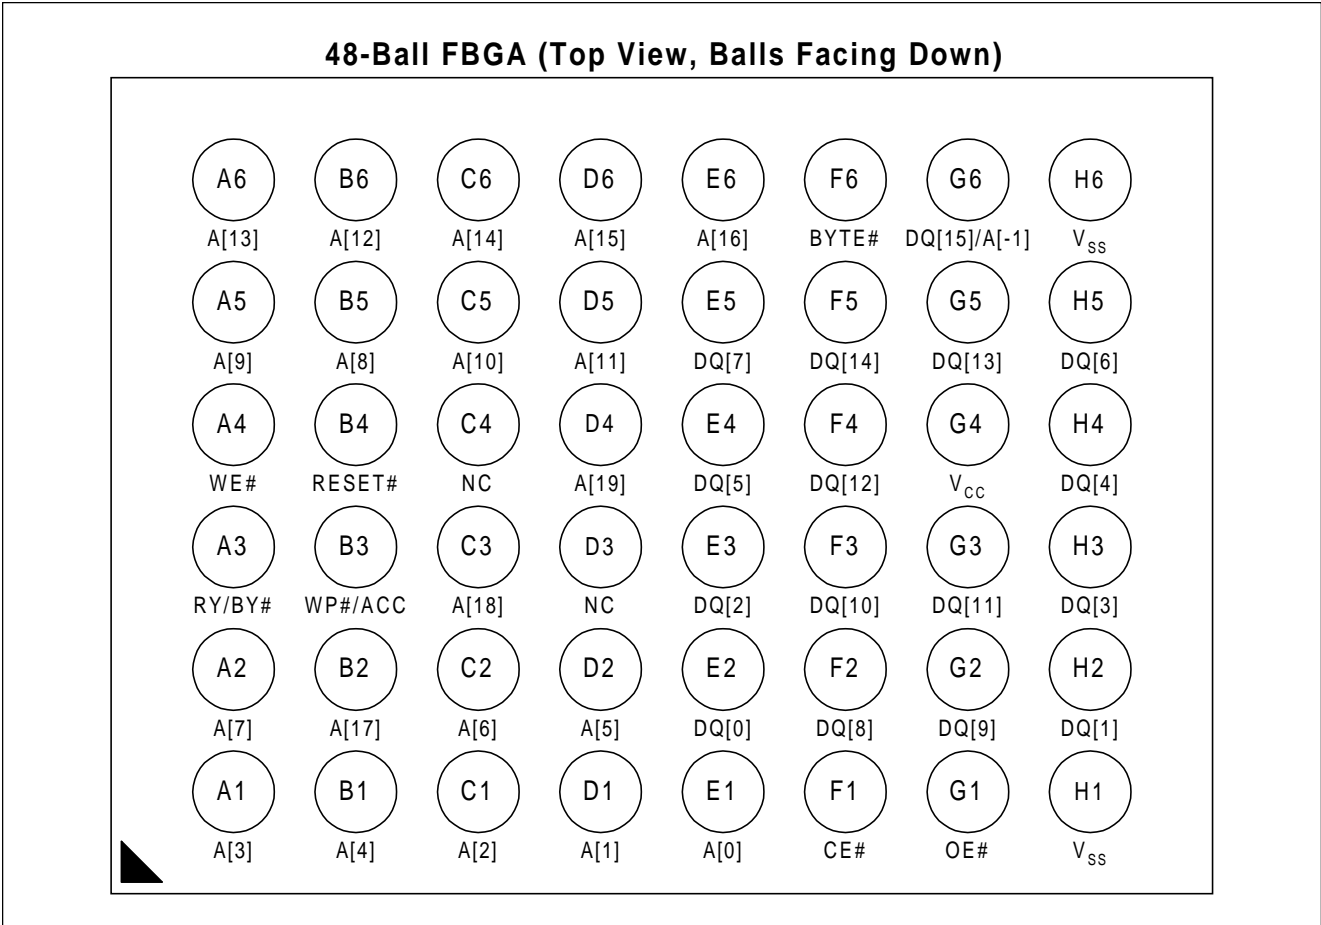 48-Ball FBGA (Top View, Balls Facing Down)
A6 B6 C6 D6 E6 F6 G6 H6
A[13] A[12] A[14] A[15] A[16] BYTE# DQ[15]/A[-1] VSS
A5 B5 C5 D5 E5 F5 G5 H5
A[9] A[8] A[10] A[11] DQ[7] DQ[14] DQ[13] DQ[6]
A4 B4 C4 D4 E4 F4 G4 H4
WE# RESET# NC A[19] DQ[5] DQ[12] VCC DQ[4]
A3 B3 C3 D3 E3 F3 G3 H3
RY/BY# WP#/ACC A[18] NC DQ[2] DQ[10] DQ[11] DQ[3]
A2 B2 C2 D2 E2 F2 G2 H2
A[7] A[17] A[6] A[5] DQ[0] DQ[8] DQ[9] DQ[1]
A1 B1 C1 D1 E1 F1 G1 H1
A[3] A[4] A[2] A[1] A[0] CE# OE# VSS